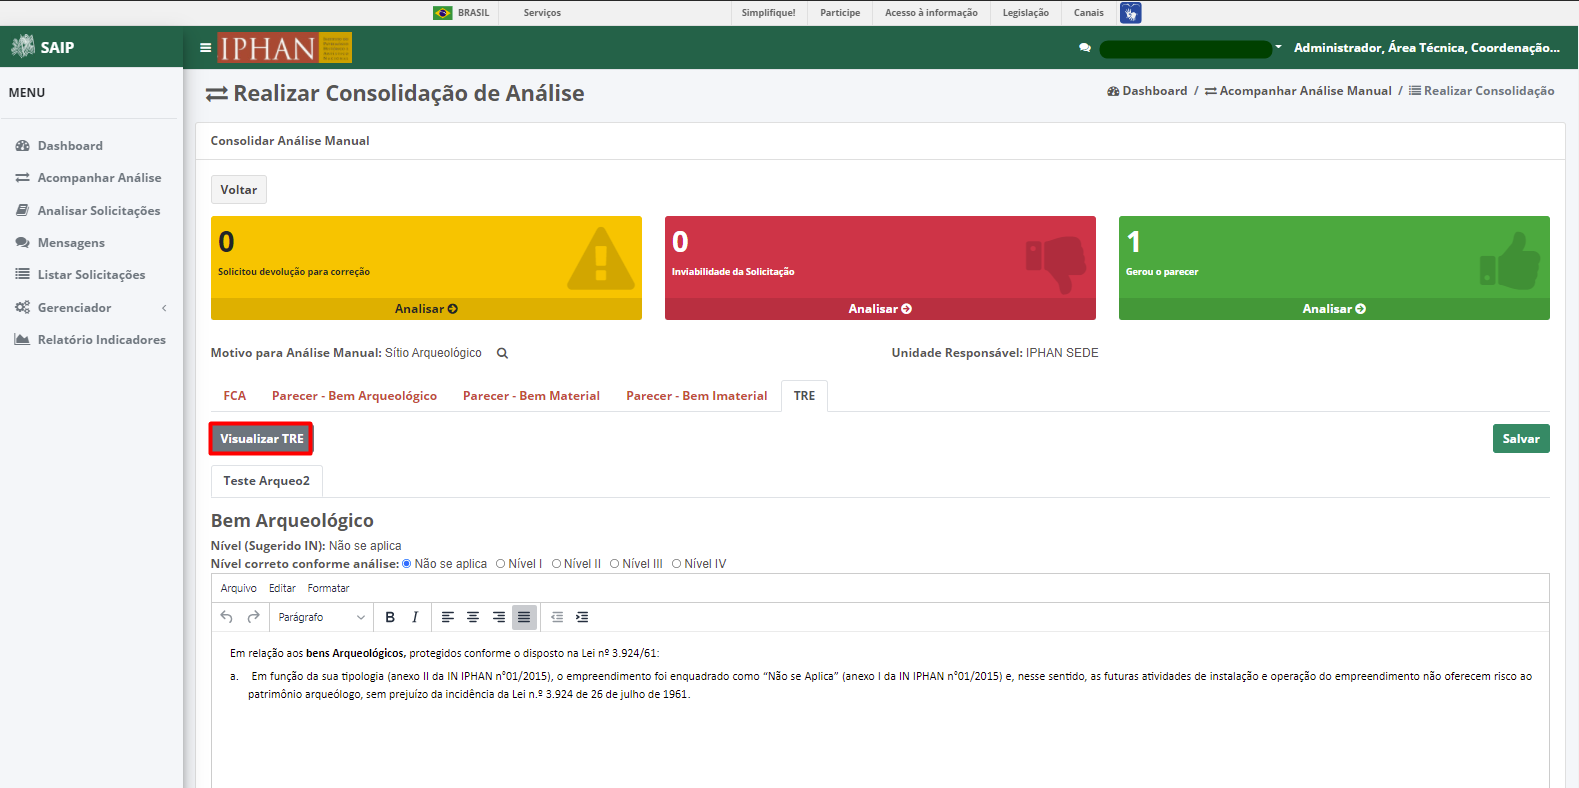 BRASIL Serviços Simplifique! Participe Acesso à informação Legislação Canais
SAIP IPHAN Administrador, Área Técnica, Coordenação...
MENU
Dashboard
Acompanhar Análise
Analisar Solicitações
Mensagens
Listar Solicitações
Gerenciador
Relatório Indicadores
Realizar Consolidação de Análise
Dashboard / Acompanhar Análise Manual / Realizar Consolidação
Consolidar Análise Manual
Voltar
0
Solicitou devolução para correção
Analisar
0
Inviabilidade da Solicitação
Analisar
1
Gerou o parecer
Analisar
Motivo para Análise Manual: Sítio Arqueológico
Unidade Responsável: IPHAN SEDE
FCA Parecer - Bem Arqueológico Parecer - Bem Material Parecer - Bem Imaterial TRE
Visualizar TRE
Salvar
Teste Arqueo2
Bem Arqueológico
Nível (Sugerido IN): Não se aplica
Nível correto conforme análise: Não se aplica Nível I Nível II Nível III Nível IV
Arquivo Editar Formatar
Parágrafo B I
Em relação aos bens Arqueológicos, protegidos conforme o disposto na Lei nº 3.924/61:
a. Em função da sua tipologia (anexo II da IN IPHAN n°01/2015), o empreendimento foi enquadrado como “Não se Aplica” (anexo I da IN IPHAN n°01/2015) e, nesse sentido, as futuras atividades de instalação e operação do empreendimento não oferecem risco ao
patrimônio arqueólogo, sem prejuízo da incidência da Lei n.º 3.924 de 26 de julho de 1961.